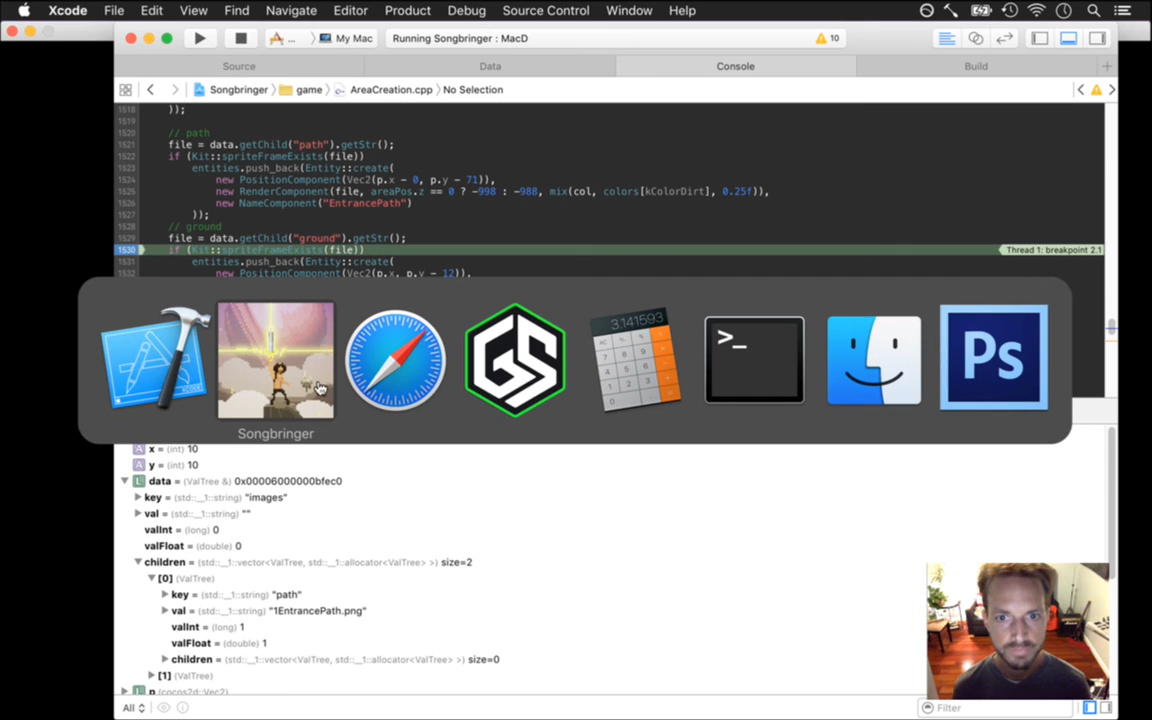 Xcode File Edit View Find Navigate Editor Product Debug Source Control Window Help
... My Mac Running Songbringer : MacD 10
Source Data Console Build
Songbringer game AreaCreation.cpp No Selection
1518 });
1519
1520 // path
1521 file = data.getChild("path").getStr();
1522 if (Kit::spriteFrameExists(file))
1523 entities.push_back(Entity::create(
1524 new PositionComponent(Vec2(p.x - 0, p.y - 71)),
1525 new RenderComponent(file, areaPos.z == 0 ? -998 : -988, mix(col, colors[kColorDirt], 0.25f)),
1526 new NameComponent("EntrancePath")
1527 ));
1528 // ground
1529 file = data.getChild("ground").getStr();
1530 if (Kit::spriteFrameExists(file)) Thread 1: breakpoint 2.1
1531 entities.push_back(Entity::create(
1532 new PositionComponent(Vec2(p.x, p.y - 12)),
3.141593
>_
Ps
Songbringer
A x = (int) 10
A y = (int) 10
L data = (ValTree &) 0x00006000000bfec0
key = (std::__1::string) "images"
val = (std::__1::string) ""
valInt = (long) 0
valFloat = (double) 0
children = (std::__1::vector<ValTree, std::__1::allocator<ValTree> >) size=2
[0] (ValTree)
key = (std::__1::string) "path"
val = (std::__1::string) "1EntrancePath.png"
valInt = (long) 1
valFloat = (double) 1
children = (std::__1::vector<ValTree, std::__1::allocator<ValTree> >) size=0
[1] (ValTree)
p (cocos2d::Vec2)
All Filter